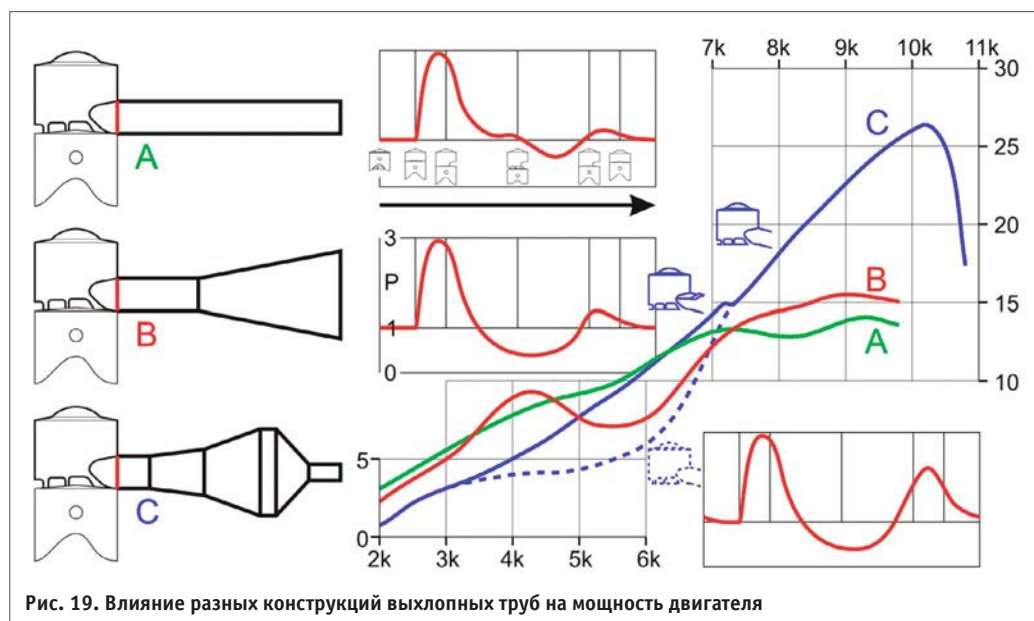 7k 8k 9k 10k 11k
30
25
20
15
10
A
B
C
3
P
1
0
C
B
A
5
0
2k 3k 4k 5k 6k
Рис. 19. Влияние разных конструкций выхлопных труб на мощность двигателя